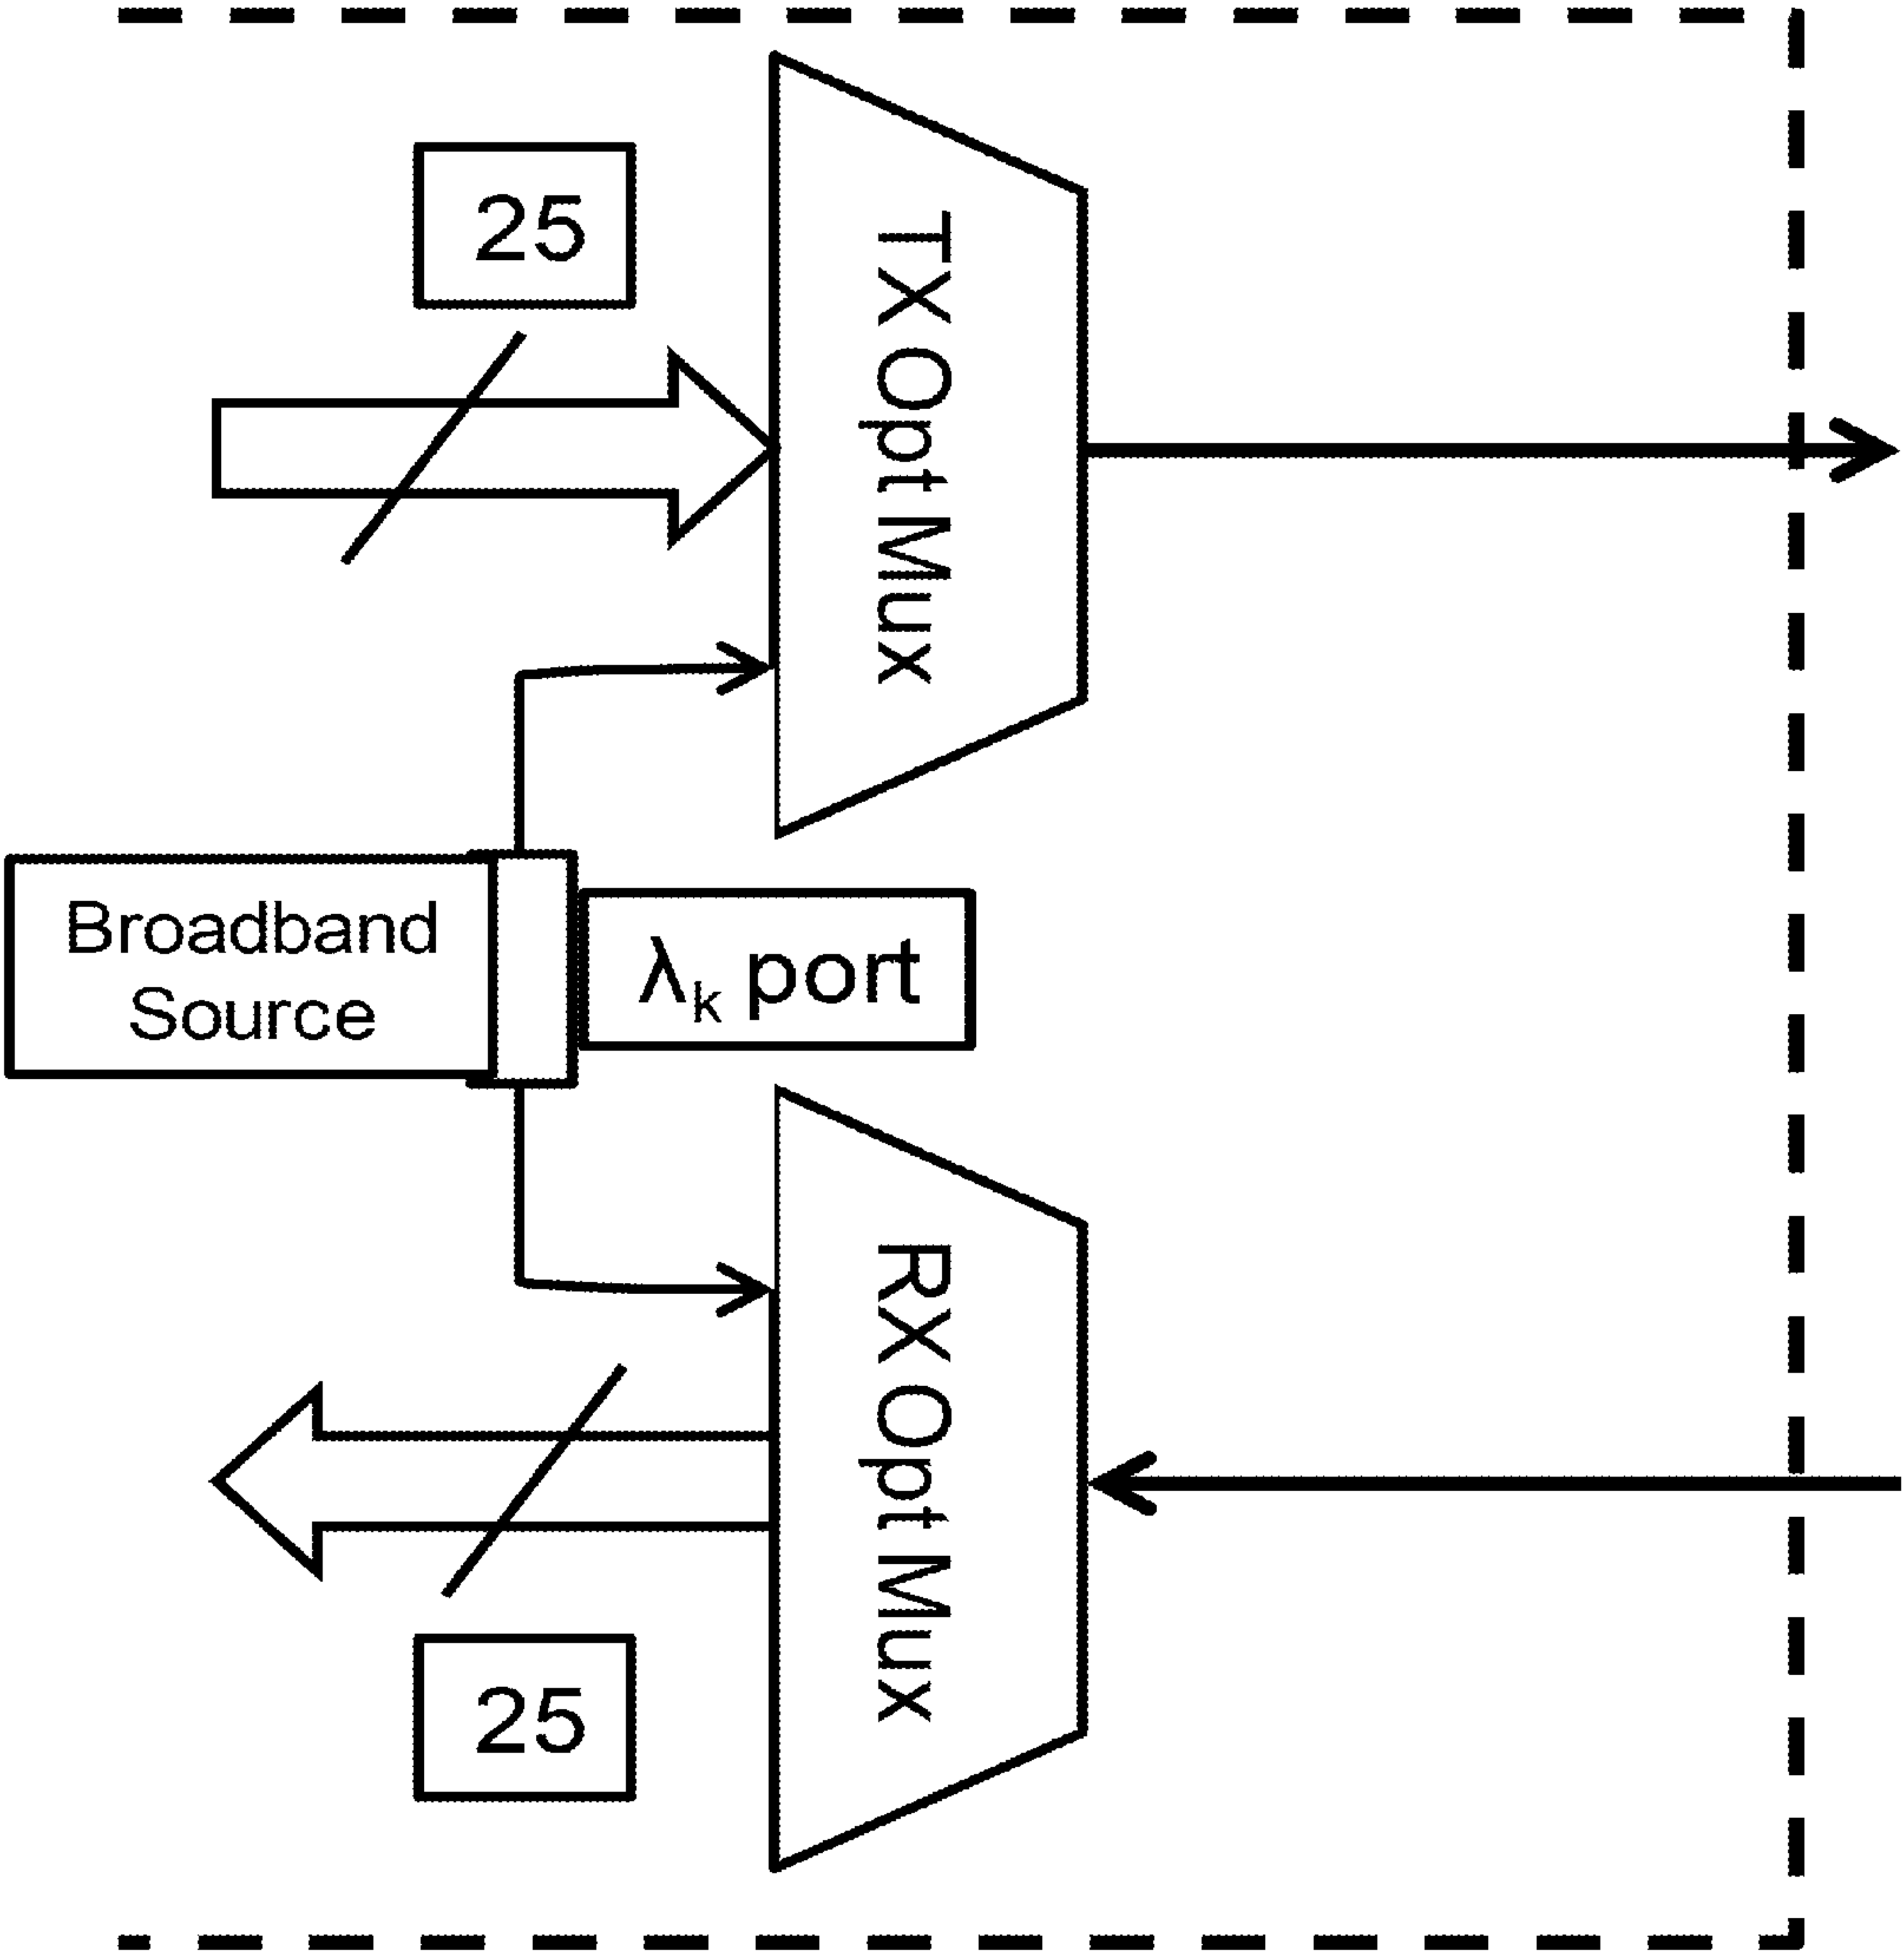 25
TX Opt Mux
Broadband
Source
λk port
RX Opt Mux
25